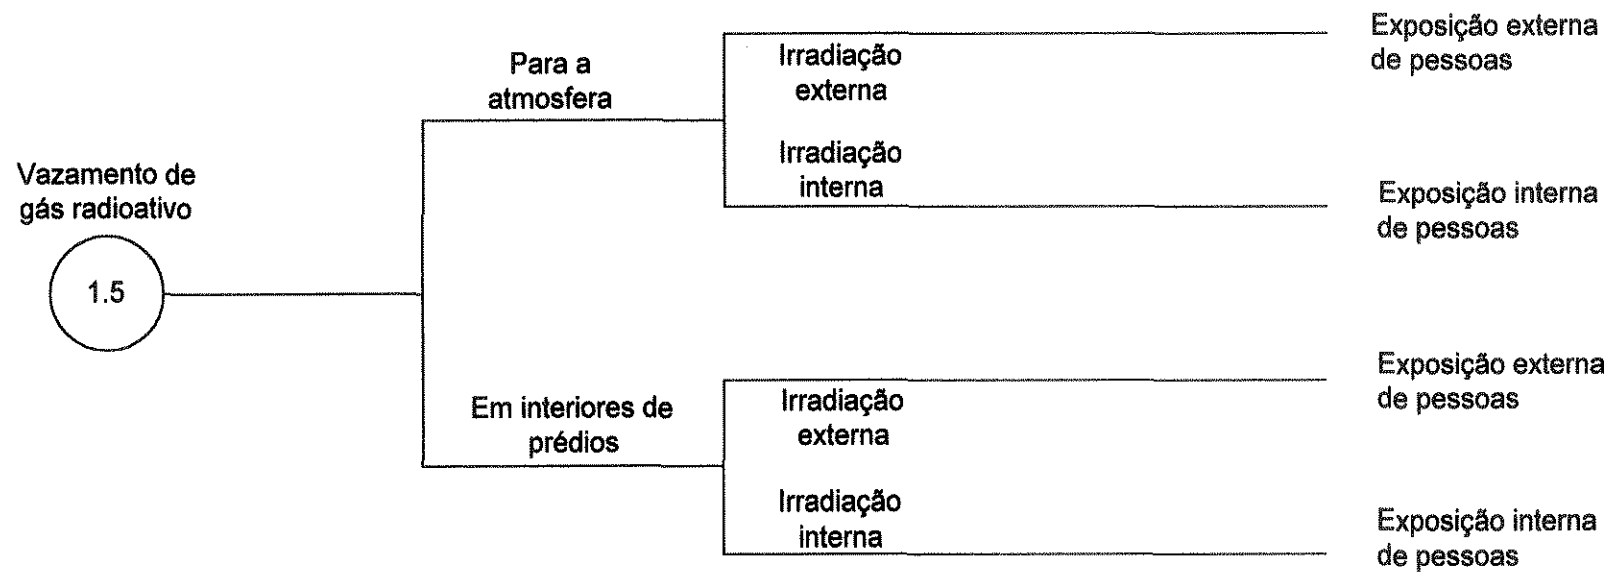 Exposição externa
de pessoas
Para a
atmosfera
Irradiação
externa
Irradiação
interna
Vazamento de
gás radioativo
Exposição interna
de pessoas
1.5
Exposição externa
de pessoas
Em interiores de
prédios
Irradiação
externa
Irradiação
interna
Exposição interna
de pessoas